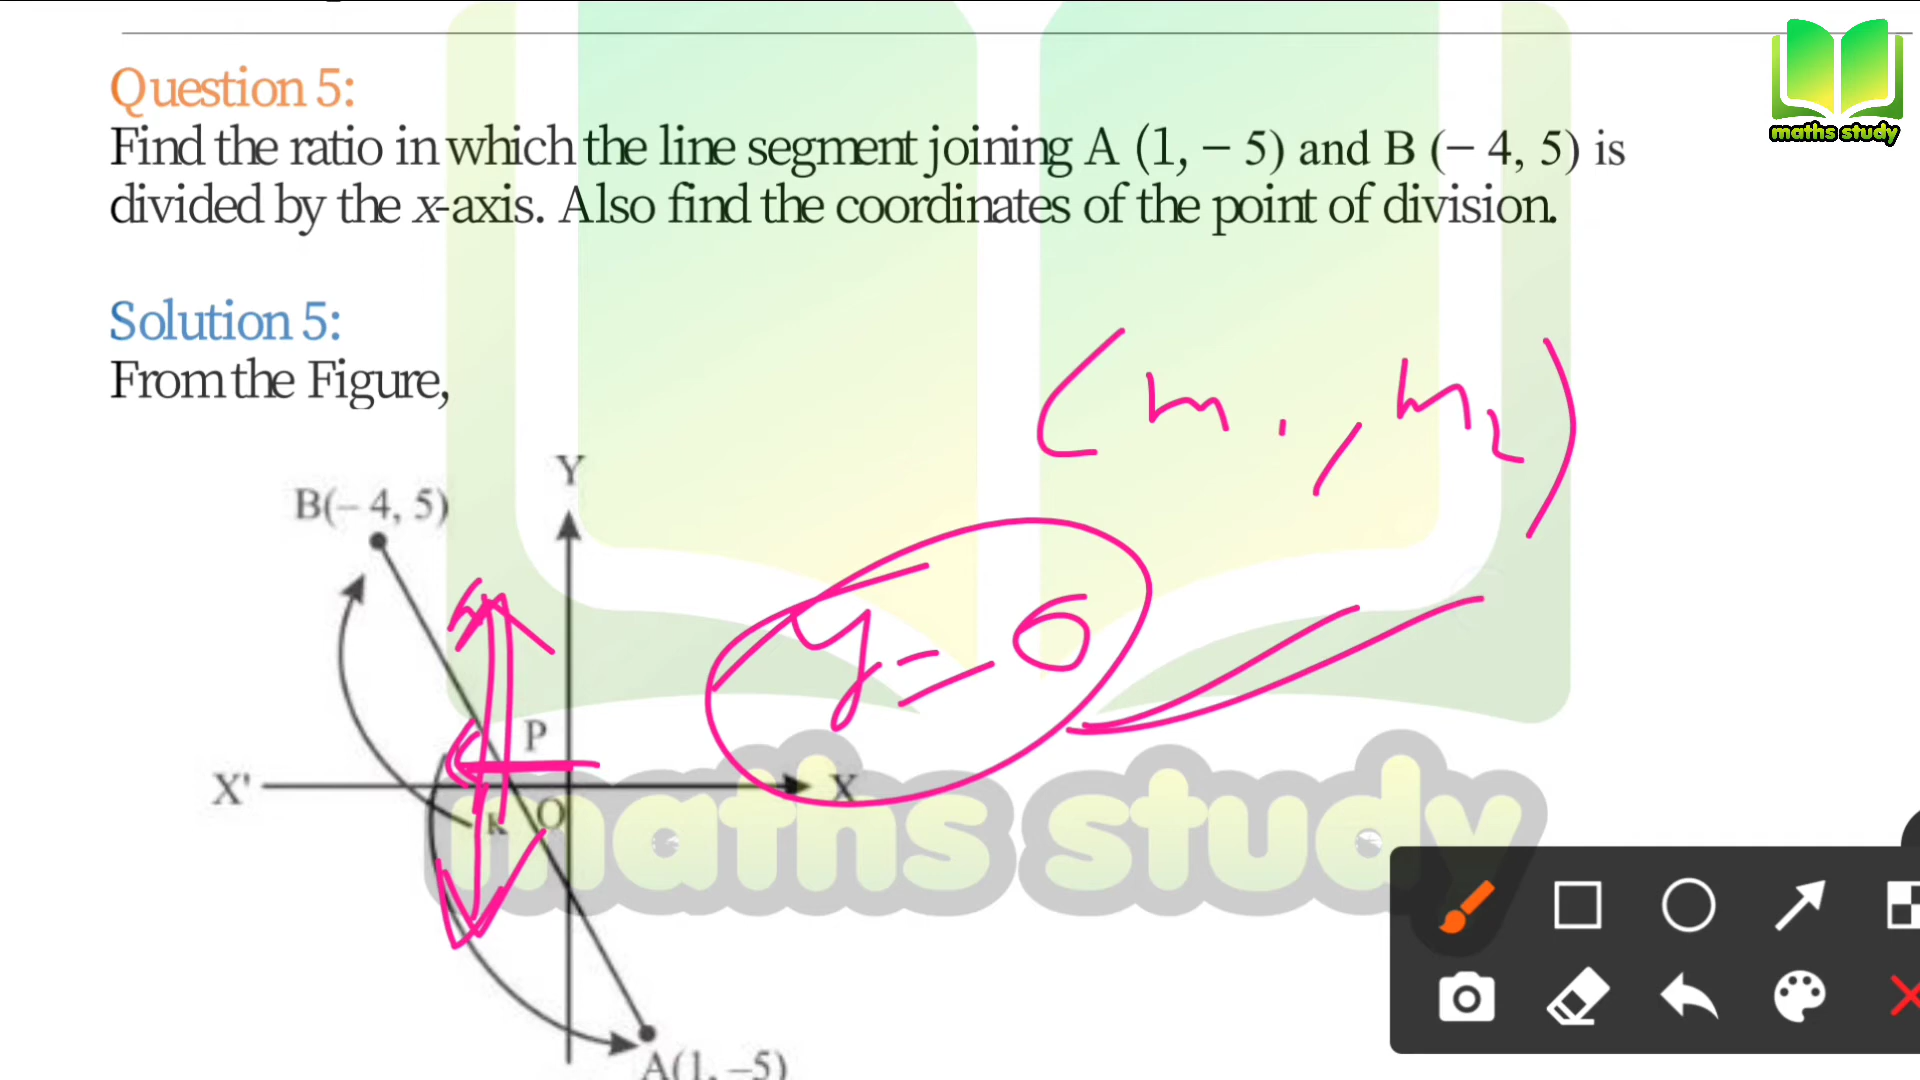 maths study
Question 5:
Find the ratio in which the line segment joining A (1, – 5) and B (– 4, 5) is
divided by the x-axis. Also find the coordinates of the point of division.
Solution 5:
From the Figure,
(m1, m2)
Y
B(– 4, 5)
y = 0
P
X'
X
K
O
maths study
A(1, –5)